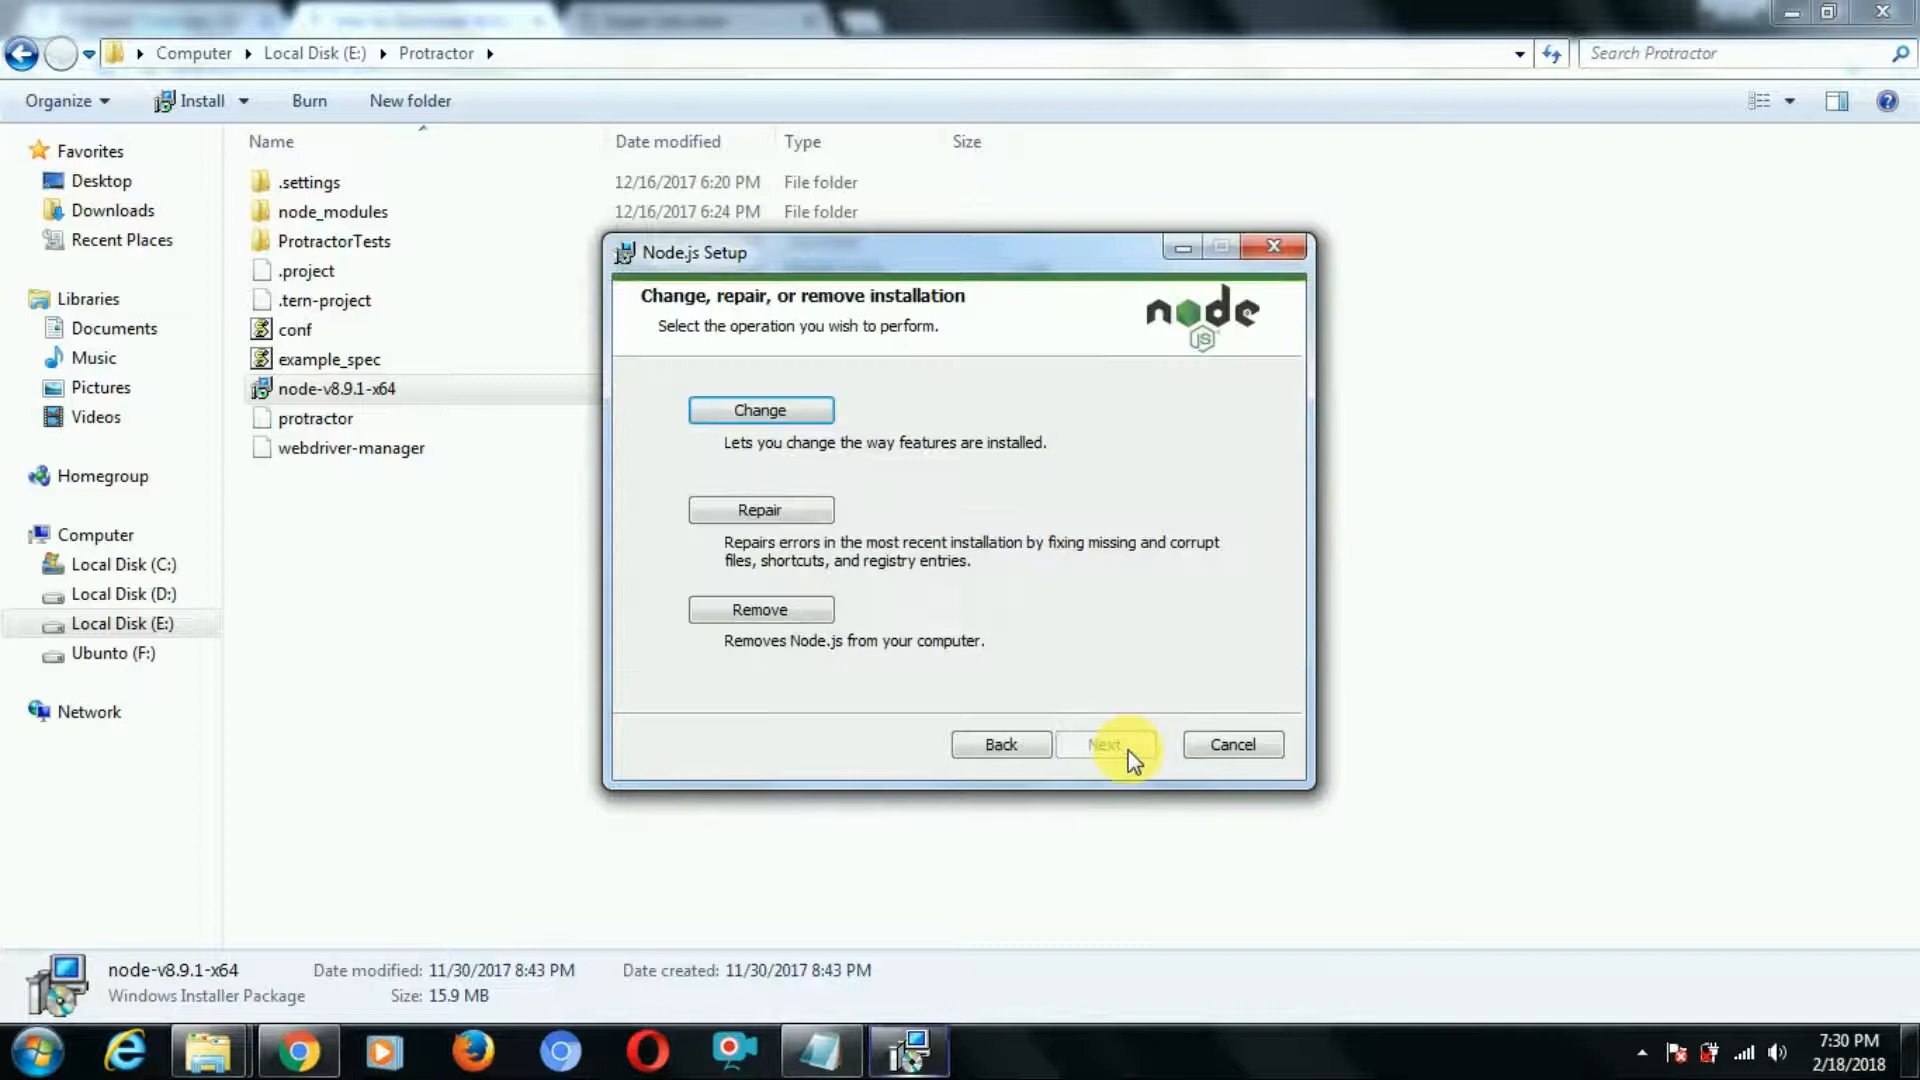 Computer
Local Disk (E:)
Protractor
Search Protractor
Organize
Install
Burn
New folder
Name
Date modified
Type
Size
Favorites
Desktop
Downloads
Recent Places
Libraries
Documents
Music
Pictures
Videos
Homegroup
Computer
Local Disk (C:)
Local Disk (D:)
Local Disk (E:)
Ubunto (F:)
Network
.settings
12/16/2017 6:20 PM
File folder
node_modules
12/16/2017 6:24 PM
File folder
ProtractorTests
.project
.tern-project
conf
example_spec
node-v8.9.1-x64
protractor
webdriver-manager
Node.js Setup
Change, repair, or remove installation
Select the operation you wish to perform.
node
JS
Change
Lets you change the way features are installed.
Repair
Repairs errors in the most recent installation by fixing missing and corrupt
files, shortcuts, and registry entries.
Remove
Removes Node.js from your computer.
Back
Next
Cancel
node-v8.9.1-x64
Date modified: 11/30/2017 8:43 PM
Date created: 11/30/2017 8:43 PM
Windows Installer Package
Size: 15.9 MB
7:30 PM
2/18/2018